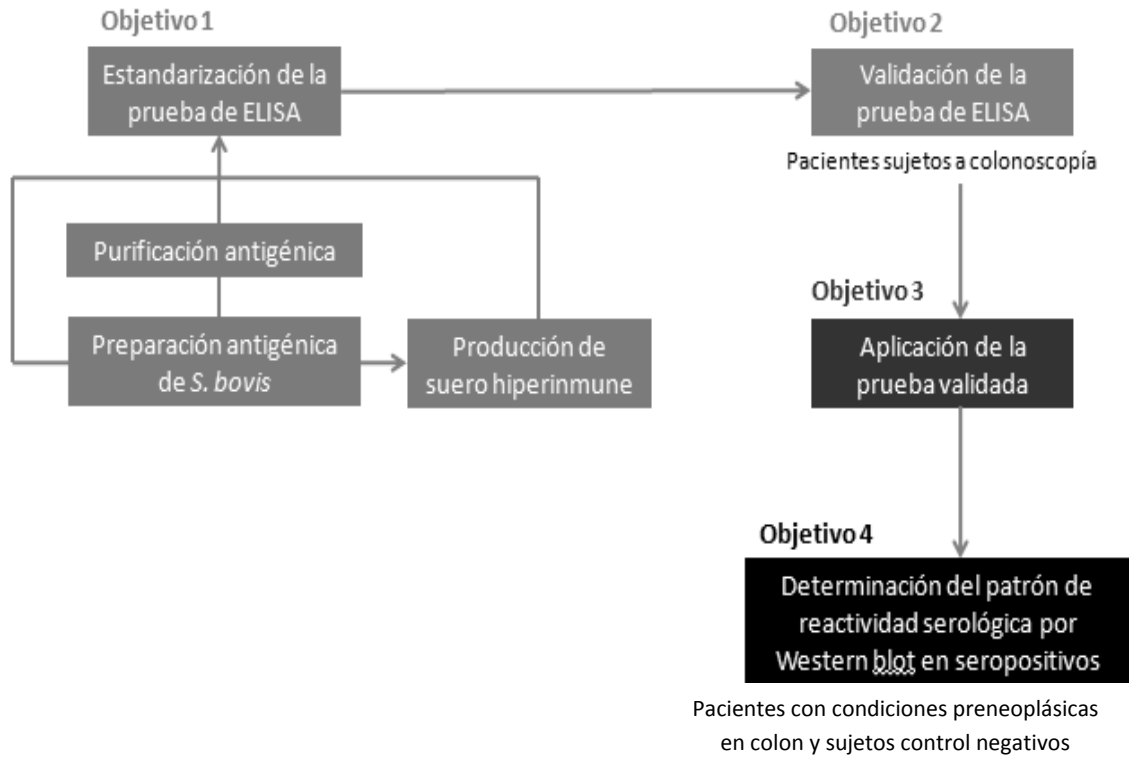 Objetivo 1
Estandarización de la
prueba de ELISA
Purificación antigénica
Preparación antigénica
de S. bovis
Producción de
suero hiperinmune
Objetivo 2
Validación de la
prueba de ELISA
Pacientes sujetos a colonoscopía
Objetivo 3
Aplicación de la
prueba validada
Objetivo 4
Determinación del patrón de
reactividad serológica por
Western blot en seropositivos
Pacientes con condiciones preneoplásicas
en colon y sujetos control negativos